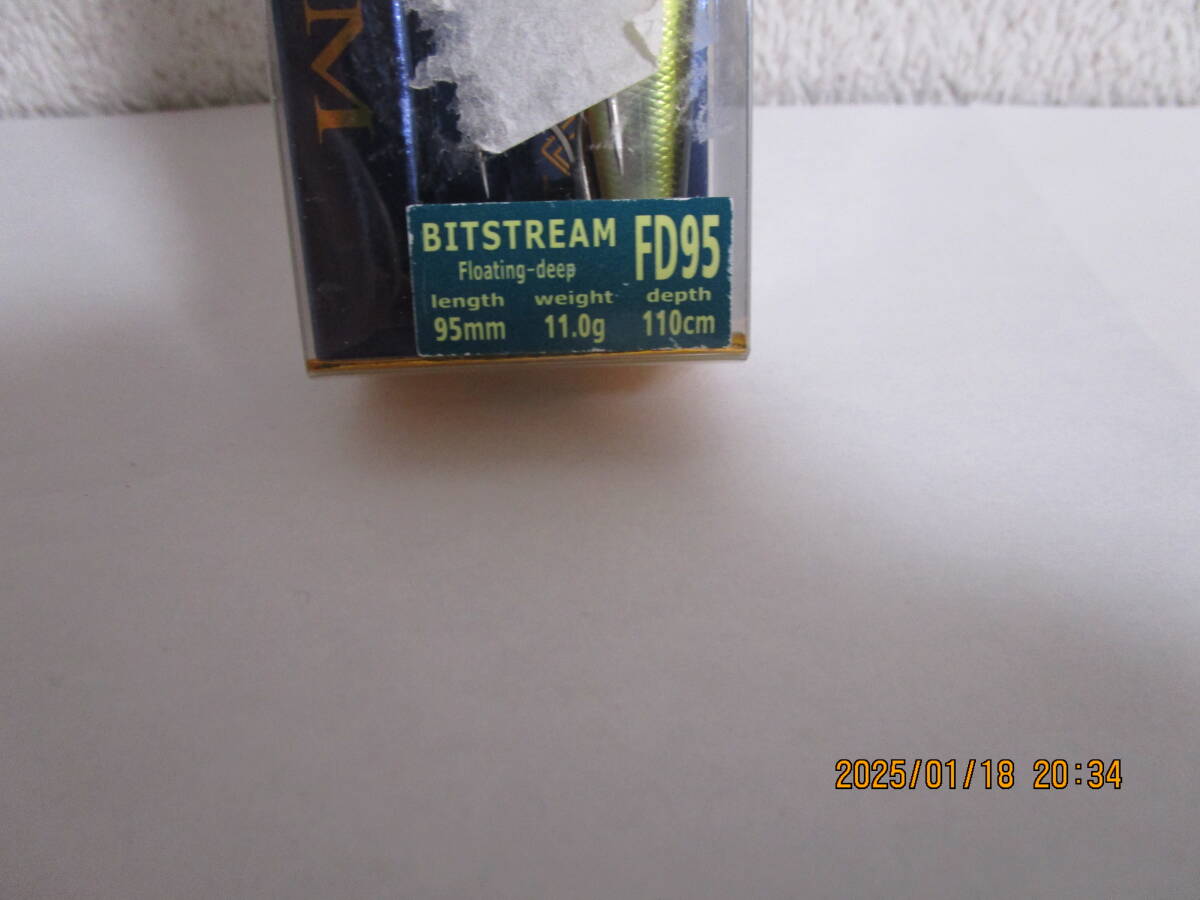 M
BITSTREAM FD95
Floating-deep
length weight depth
95mm 11.0g 110cm
2025/01/18 20:34